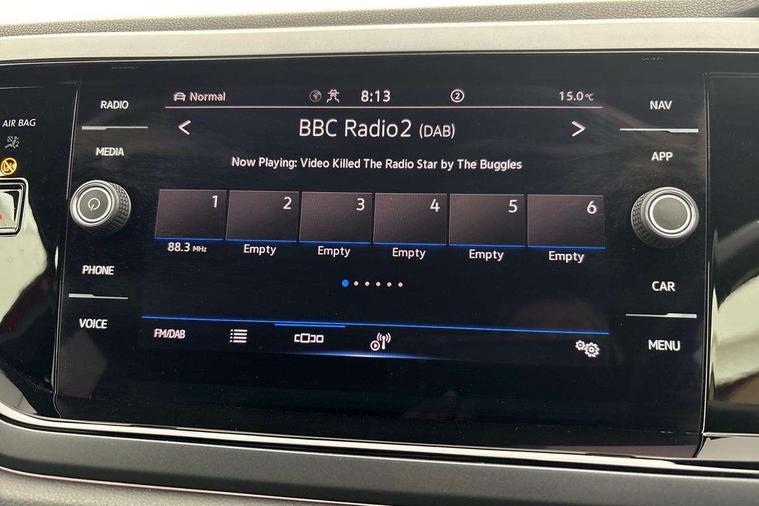 RADIO
MEDIA
PHONE
VOICE
AIR BAG
Normal
8:13
2
15.0°C
BBC Radio2 (DAB)
Now Playing: Video Killed The Radio Star by The Buggles
1 2 3 4 5 6
88.3 MHz Empty Empty Empty Empty Empty
FM/DAB
NAV
APP
CAR
MENU